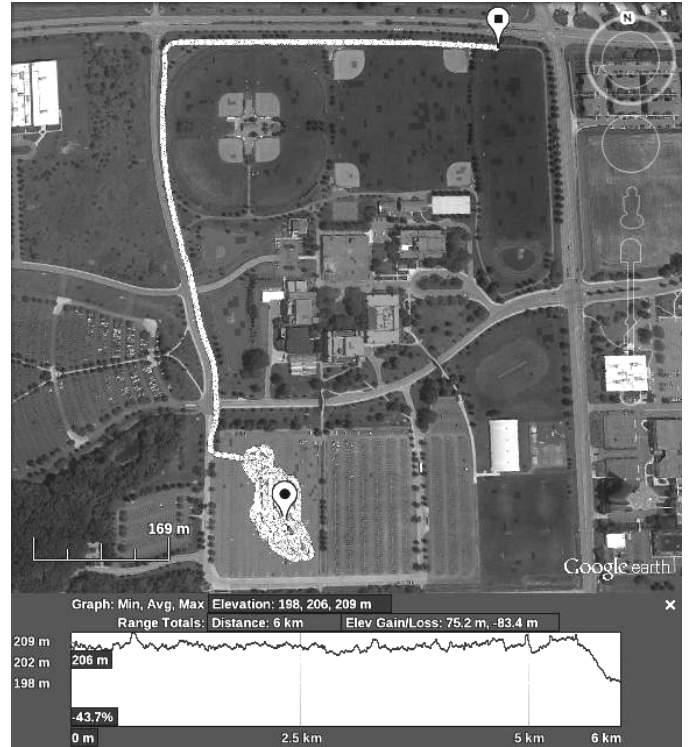 N
169 m
Google earth
Graph: Min, Avg, Max Elevation: 198, 206, 209 m
Range Totals: Distance: 6 km Elev Gain/Loss: 75.2 m, -83.4 m
209 m
206 m
202 m
198 m
-43.7%
0 m 2.5 km 5 km 6 km